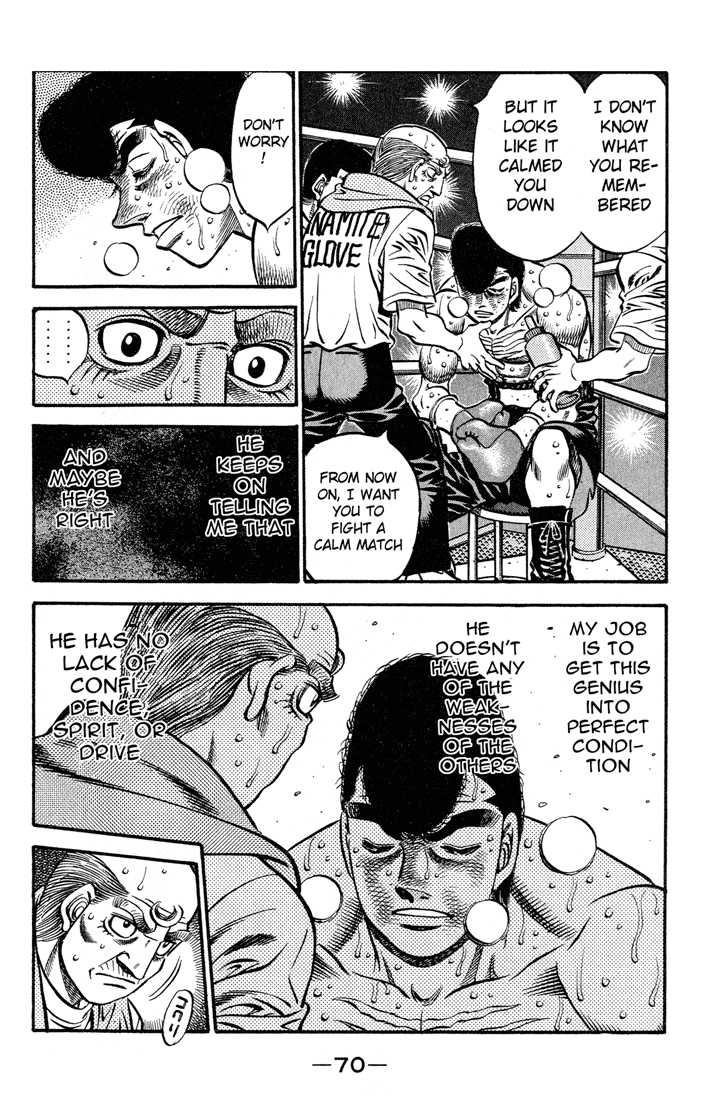 I DON'T
KNOW
WHAT
YOU RE-
MEM-
BERED
BUT IT
LOOKS
LIKE IT
CALMED
YOU
DOWN
NAMITE
GLOVE
FROM NOW
ON, I WANT
YOU TO
FIGHT A
CALM MATCH
DON'T
WORRY
!
HE
KEEPS
ON
TELLING
ME THAT
AND
MAYBE
HE'S
RIGHT
MY JOB
IS TO
GET THIS
GENIUS
INTO
PERFECT
CONDI-
TION
HE
DOESN'T
HAVE ANY
OF THE
WEAK-
NESSES
OF THE
OTHERS
HE HAS NO
LACK OF
CONFI-
DENCE,
SPIRIT, OR
DRIVE
—70—